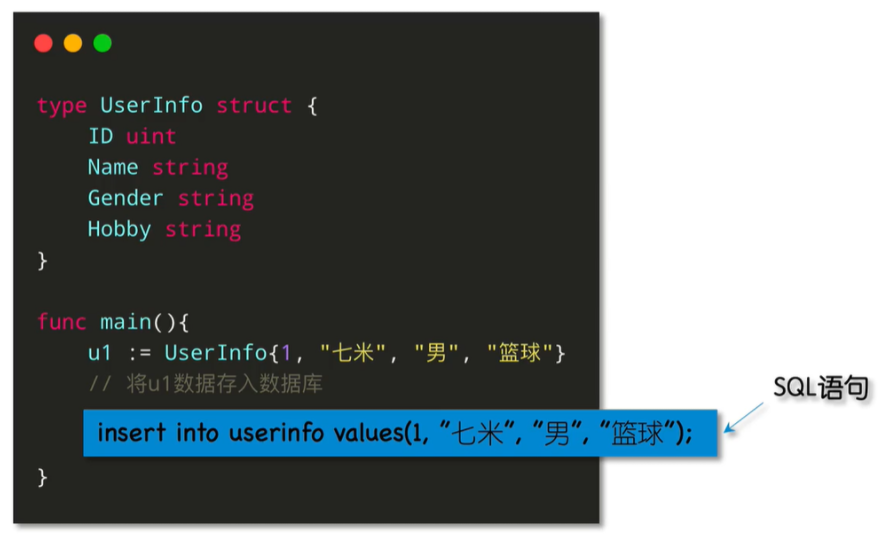 type UserInfo struct {
    ID uint
    Name string
    Gender string
    Hobby string
}
func main(){
    u1 := UserInfo{1, "七米", "男", "篮球"}
    // 将u1数据存入数据库
    insert into userinfo values(1, "七米", "男", "篮球");
SQL语句
}